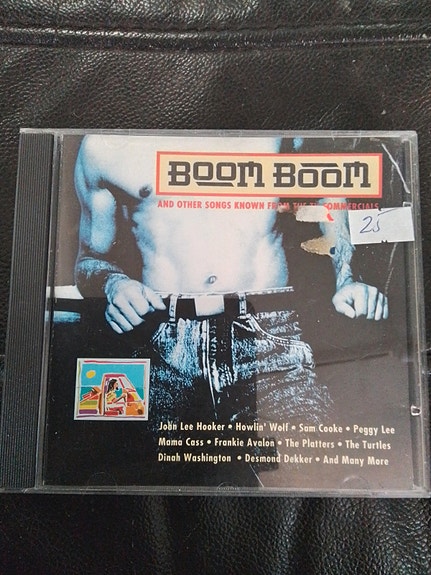 BOOM BOOM
AND OTHER SONGS KNOWN FROM THE TV COMMERCIALS
25
John Lee Hooker • Howlin' Wolf • Sam Cooke • Peggy Lee
Mama Cass • Frankie Avalon • The Platters • The Turtles
Dinah Washington • Desmond Dekker • And Many More